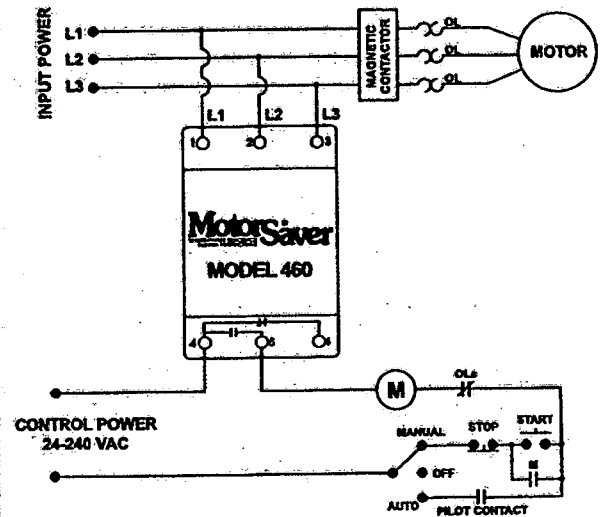 INPUT POWER
L1
L2
L3
MAGNETIC
CONTACTOR
OL
OL
OL
MOTOR
L1
L2
L3
1
2
3
MotorSaver
MODEL 460
4
5
6
M
OLs
CONTROL POWER
24-240 VAC
MANUAL
STOP
START
M
OFF
AUTO
PILOT CONTACT